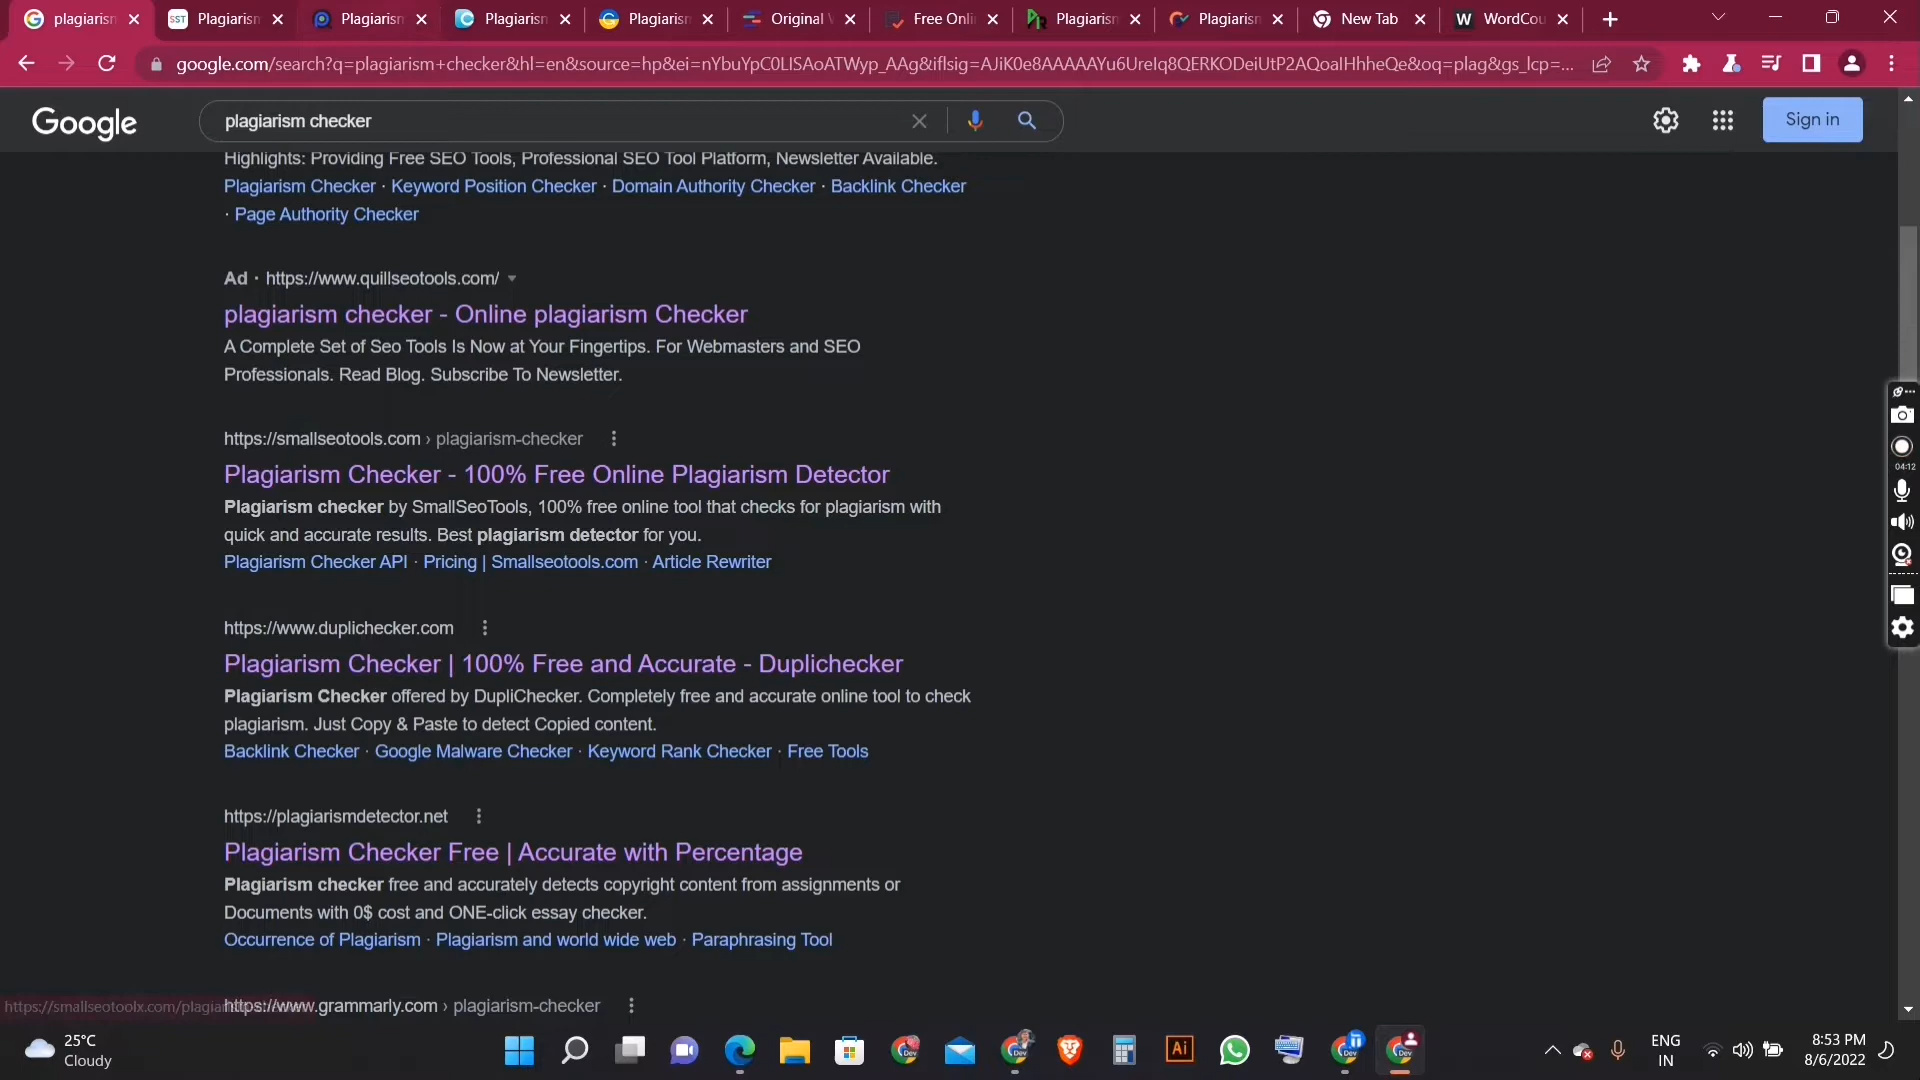 plagiarism
Plagiarism
Plagiarism
Plagiarism
Plagiarism
Original
Free Onli
Plagiarism
Plagiarism
New Tab
WordCou
google.com/search?q=plagiarism+checker&hl=en&source=hp&ei=nYbuYpC0LISAoATWyp_AAg&iflsig=AJiK0e8AAAAAYu6UreIq8QERKODeiUtP2AQoaIHhheQe&oq=plag&gs_lcp=...
Google
plagiarism checker
Sign in
Highlights: Providing Free SEO Tools, Professional SEO Tool Platform, Newsletter Available.
Plagiarism Checker · Keyword Position Checker · Domain Authority Checker · Backlink Checker
· Page Authority Checker
Ad · https://www.quillseotools.com/
plagiarism checker - Online plagiarism Checker
A Complete Set of Seo Tools Is Now at Your Fingertips. For Webmasters and SEO
Professionals. Read Blog. Subscribe To Newsletter.
https://smallseotools.com › plagiarism-checker
Plagiarism Checker - 100% Free Online Plagiarism Detector
Plagiarism checker by SmallSeoTools, 100% free online tool that checks for plagiarism with
quick and accurate results. Best plagiarism detector for you.
Plagiarism Checker API · Pricing | Smallseotools.com · Article Rewriter
04:12
https://www.duplichecker.com
Plagiarism Checker | 100% Free and Accurate - Duplichecker
Plagiarism Checker offered by DupliChecker. Completely free and accurate online tool to check
plagiarism. Just Copy & Paste to detect Copied content.
Backlink Checker · Google Malware Checker · Keyword Rank Checker · Free Tools
https://plagiarismdetector.net
Plagiarism Checker Free | Accurate with Percentage
Plagiarism checker free and accurately detects copyright content from assignments or
Documents with 0$ cost and ONE-click essay checker.
Occurrence of Plagiarism · Plagiarism and world wide web · Paraphrasing Tool
https://www.grammarly.com › plagiarism-checker
25°C
Cloudy
ENG
IN
8:53 PM
8/6/2022